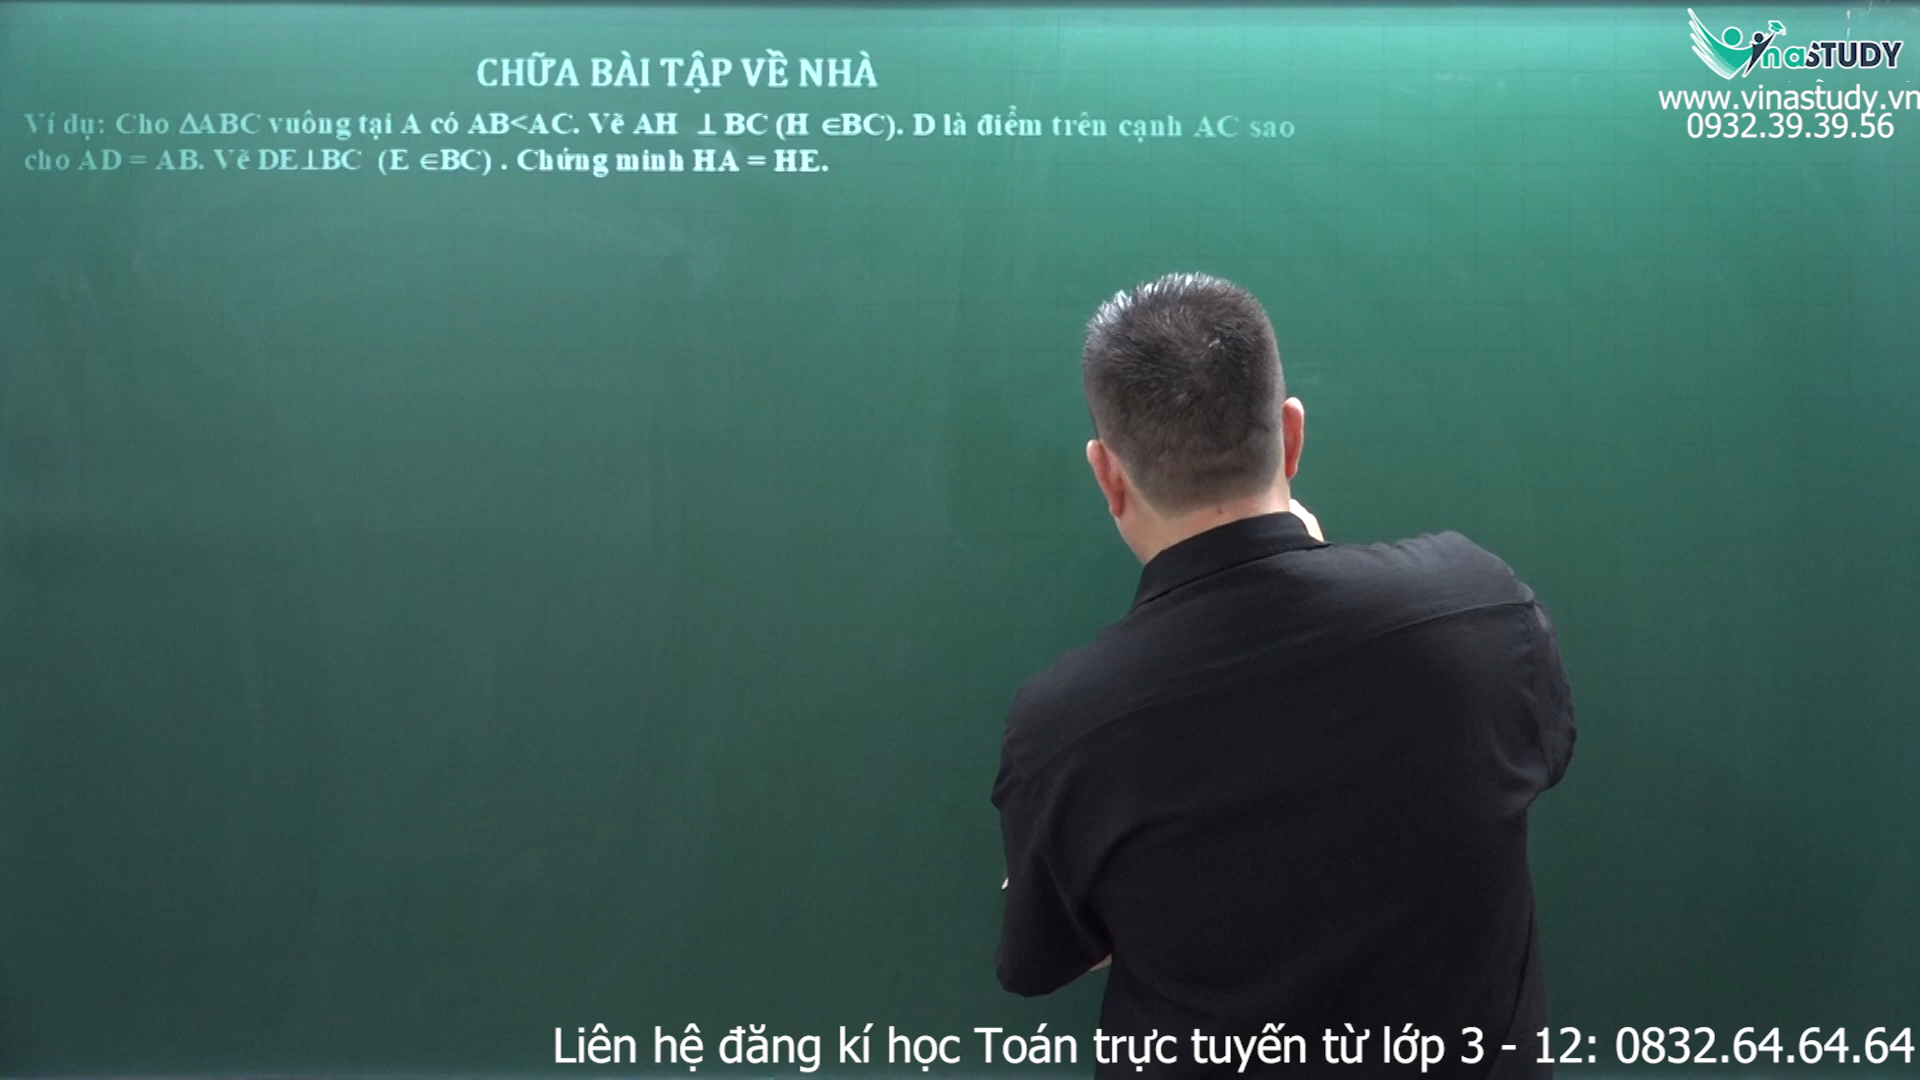 VinaSTUDY
www.vinastudy.vn
0932.39.39.56
CHỮA BÀI TẬP VỀ NHÀ
Ví dụ: Cho ∆ABC vuông tại A có AB<AC. Vẽ AH ⊥ BC (H ∈BC). D là điểm trên cạnh AC sao
cho AD = AB. Vẽ DE⊥BC (E ∈BC) . Chứng minh HA = HE.
Liên hệ đăng kí học Toán trực tuyến từ lớp 3 - 12: 0832.64.64.64